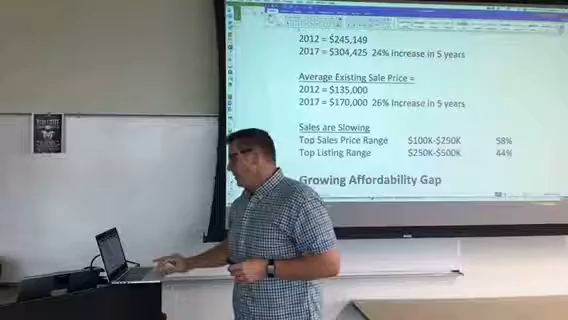 2012 = $245,149
2017 = $304,425 24% Increase in 5 years
Average Existing Sale Price =
2012 = $135,000
2017 = $170,000 26% Increase in 5 years
Sales are Slowing
Top Sales Price Range $100K-$250K 58%
Top Listing Range $250K-$500K 44%
Growing Affordability Gap